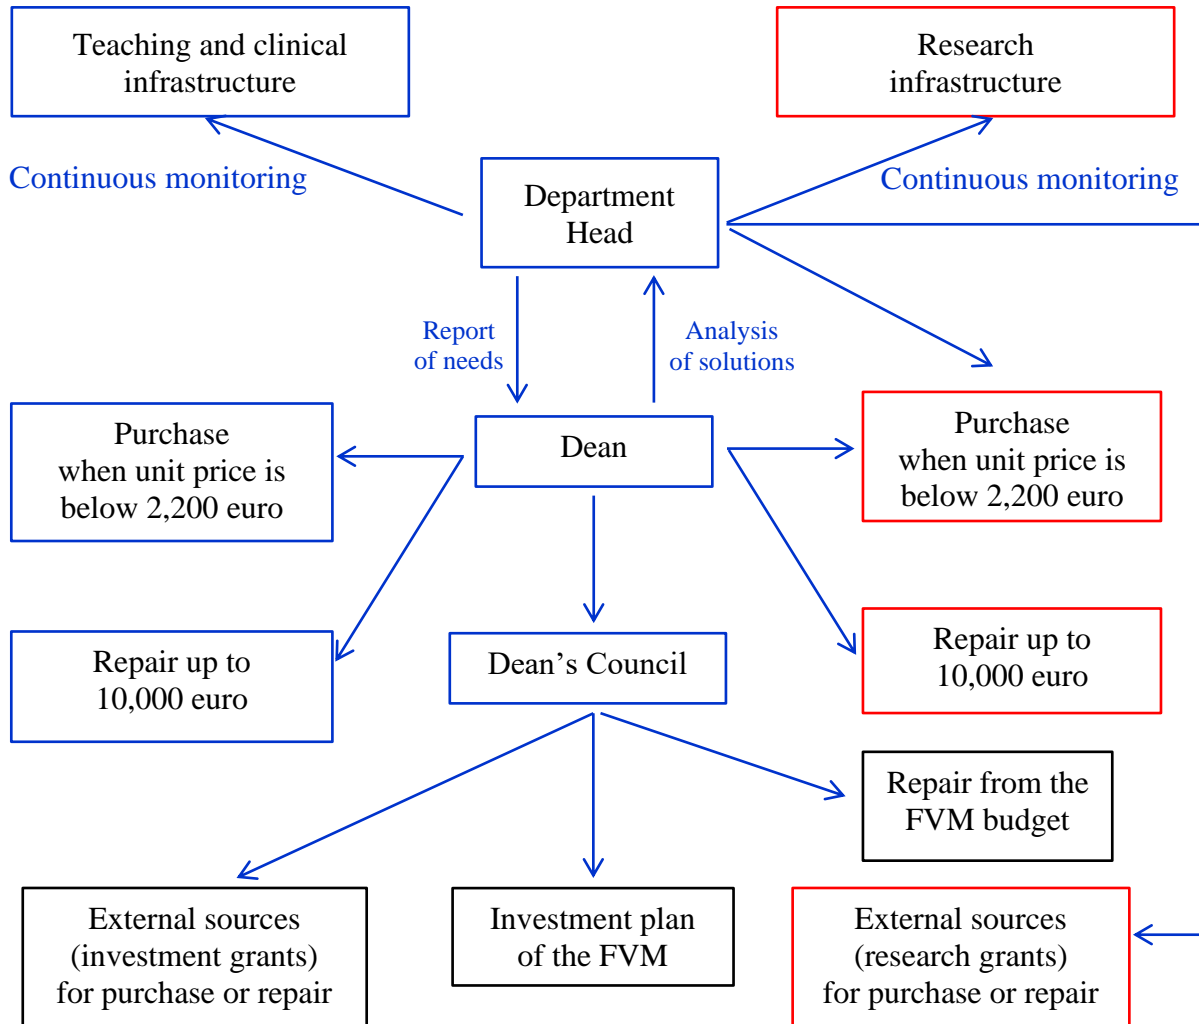 Teaching and clinical
infrastructure
Research
infrastructure
Continuous monitoring
Department
Head
Continuous monitoring
Report
of needs
Analysis
of solutions
Purchase
when unit price is
below 2,200 euro
Dean
Purchase
when unit price is
below 2,200 euro
Repair up to
10,000 euro
Dean’s Council
Repair up to
10,000 euro
Repair from the
FVM budget
External sources
(investment grants)
for purchase or repair
Investment plan
of the FVM
External sources
(research grants)
for purchase or repair